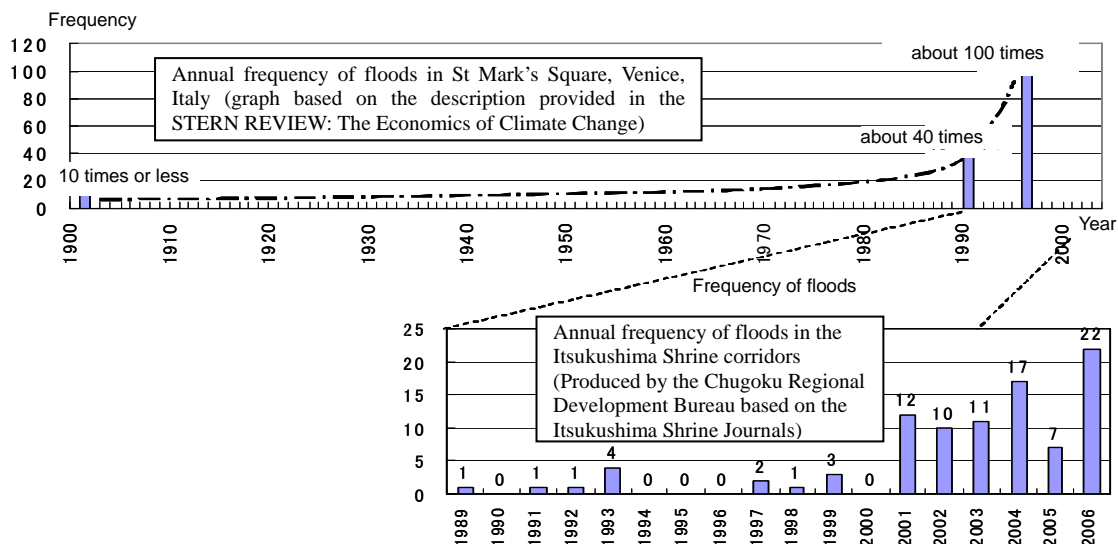 Frequency
120
100
80
60
40
20
0
Annual frequency of floods in St Mark's Square, Venice,
Italy (graph based on the description provided in the
STERN REVIEW: The Economics of Climate Change)
about 100 times
about 40 times
10 times or less
1900 1910 1920 1930 1940 1950 1960 1970 1980 1990 2000
Year
Frequency of floods
25
20
15
10
5
0
Annual frequency of floods in the
Itsukushima Shrine corridors
(Produced by the Chugoku Regional
Development Bureau based on the
Itsukushima Shrine Journals)
1 0 1 1 4 0 0 0 2 1 3 0 12 10 11 17 7 22
1989 1990 1991 1992 1993 1994 1995 1996 1997 1998 1999 2000 2001 2002 2003 2004 2005 2006